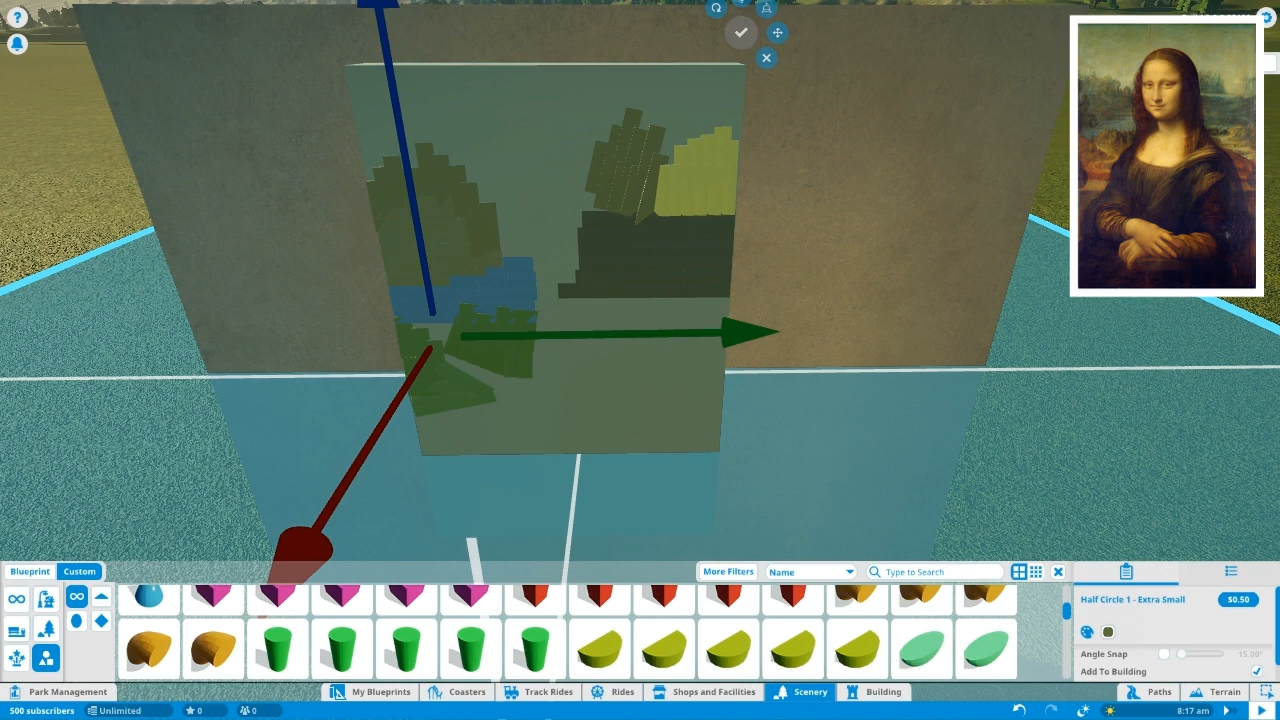 ?
Blueprint
Custom
More Filters
Name
Type to Search
Half Circle 1 - Extra Small
$0.50
Angle Snap
15.00°
Add To Building
Park Management
My Blueprints
Coasters
Track Rides
Rides
Shops and Facilities
Scenery
Building
Paths
Terrain
500 subscribers
Unlimited
0
0
8:17 am